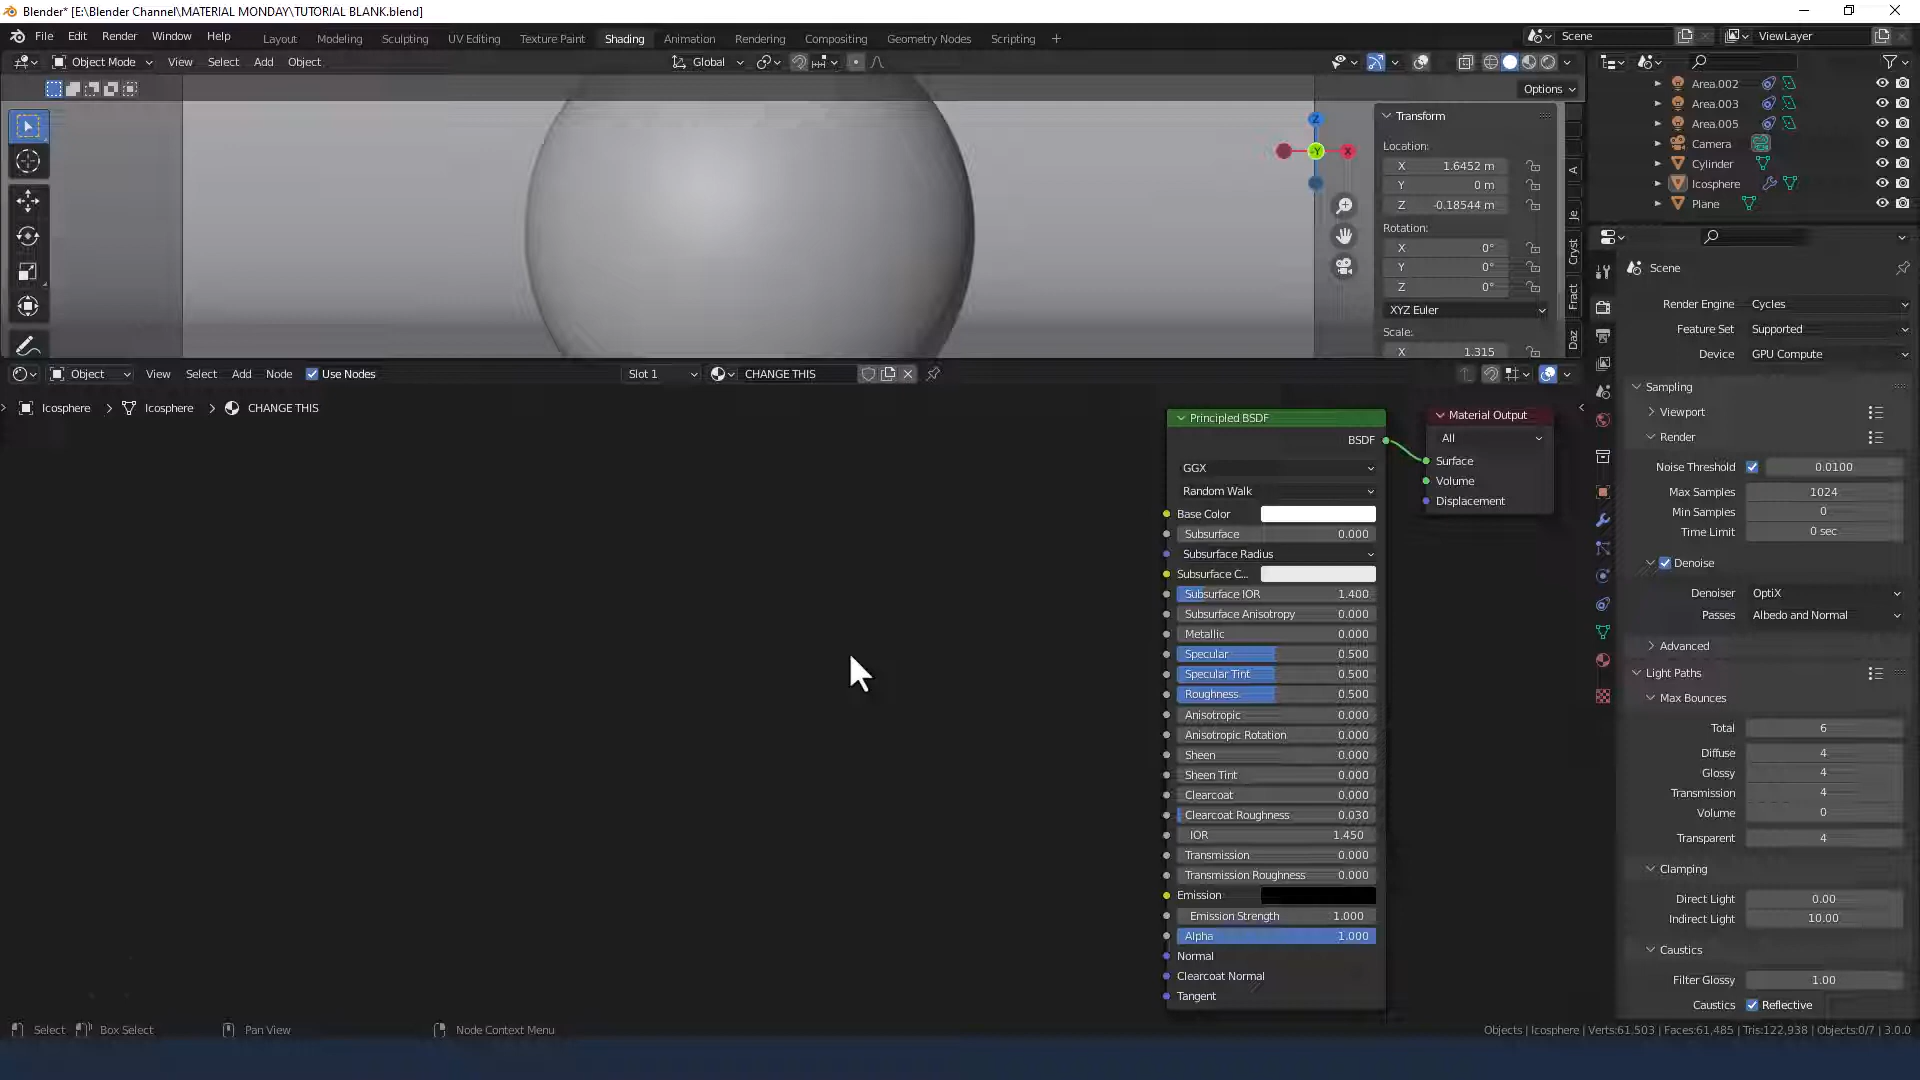 Blender* [E:\Blender Channel\MATERIAL MONDAY\TUTORIAL BLANK.blend]
File Edit Render Window Help Layout Modeling Sculpting UV Editing Texture Paint Shading Animation Rendering Compositing Geometry Nodes Scripting + Scene ViewLayer
Object Mode View Select Add Object Global
Options
Transform
Location:
X 1.6452 m
Y 0 m
Z -0.18544 m
Rotation:
X 0°
Y 0°
Z 0°
XYZ Euler
Scale:
X 1.315
Z
-Y
X
A
Je
Cryst
Fract
Daz
Area.002
Area.003
Area.005
Camera
Cylinder
Icosphere
Plane
Object View Select Add Node Use Nodes Slot 1 CHANGE THIS
Icosphere > Icosphere > CHANGE THIS
Principled BSDF
BSDF
GGX
Random Walk
Base Color
Subsurface 0.000
Subsurface Radius
Subsurface C...
Subsurface IOR 1.400
Subsurface Anisotropy 0.000
Metallic 0.000
Specular 0.500
Specular Tint 0.500
Roughness 0.500
Anisotropic 0.000
Anisotropic Rotation 0.000
Sheen 0.000
Sheen Tint 0.000
Clearcoat 0.000
Clearcoat Roughness 0.030
IOR 1.450
Transmission 0.000
Transmission Roughness 0.000
Emission
Emission Strength 1.000
Alpha 1.000
Normal
Clearcoat Normal
Tangent
Material Output
All
Surface
Volume
Displacement
Scene
Render Engine Cycles
Feature Set Supported
Device GPU Compute
Sampling
Viewport
Render
Noise Threshold 0.0100
Max Samples 1024
Min Samples 0
Time Limit 0 sec
Denoise
Denoiser OptiX
Passes Albedo and Normal
Advanced
Light Paths
Max Bounces
Total 6
Diffuse 4
Glossy 4
Transmission 4
Volume 0
Transparent 4
Clamping
Direct Light 0.00
Indirect Light 10.00
Caustics
Filter Glossy 1.00
Caustics Reflective
Select Box Select Pan View Node Context Menu
Objects | Icosphere | Verts:61,503 | Faces:61,485 | Tris:122,938 | Objects:0/7 | 3.0.0